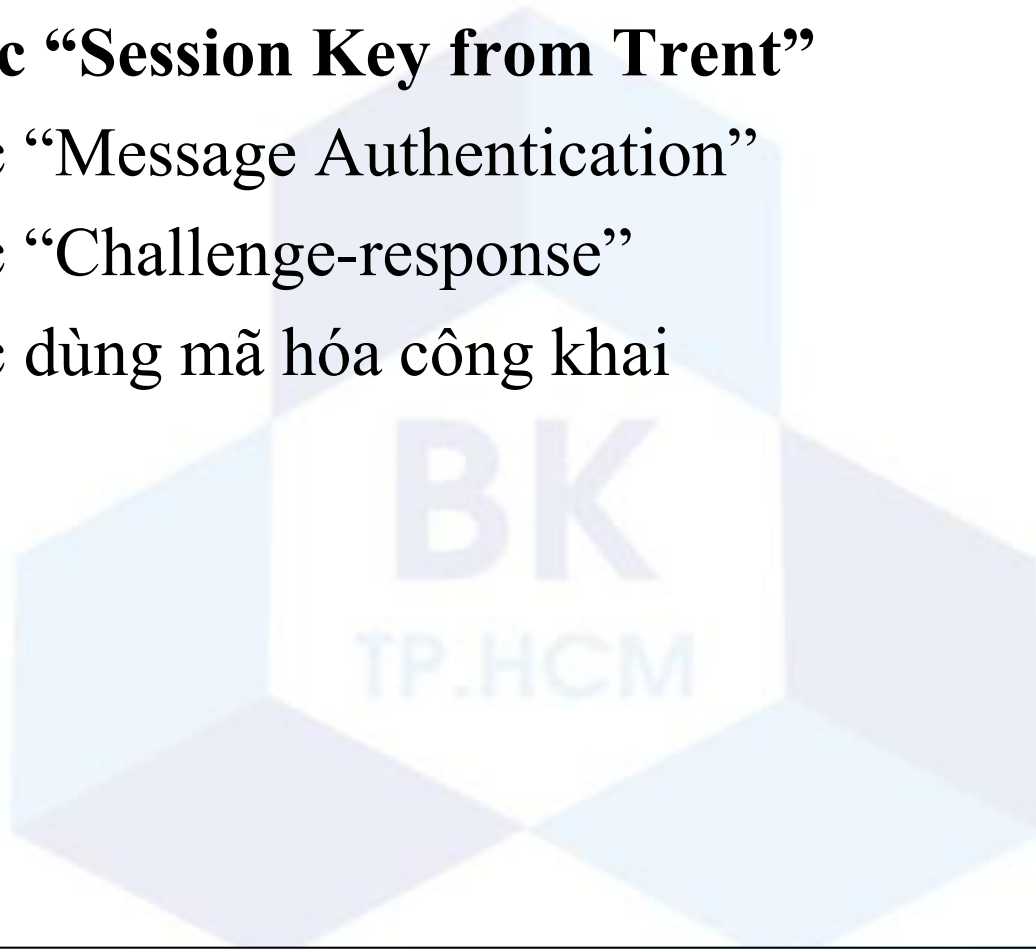 c “Session Key from Trent”
c “Message Authentication”
c “Challenge-response”
c dùng mã hóa công khai
BK
TP.HCM